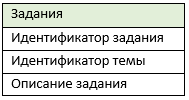 Задания
Идентификатор задания
Идентификатор темы
Описание задания